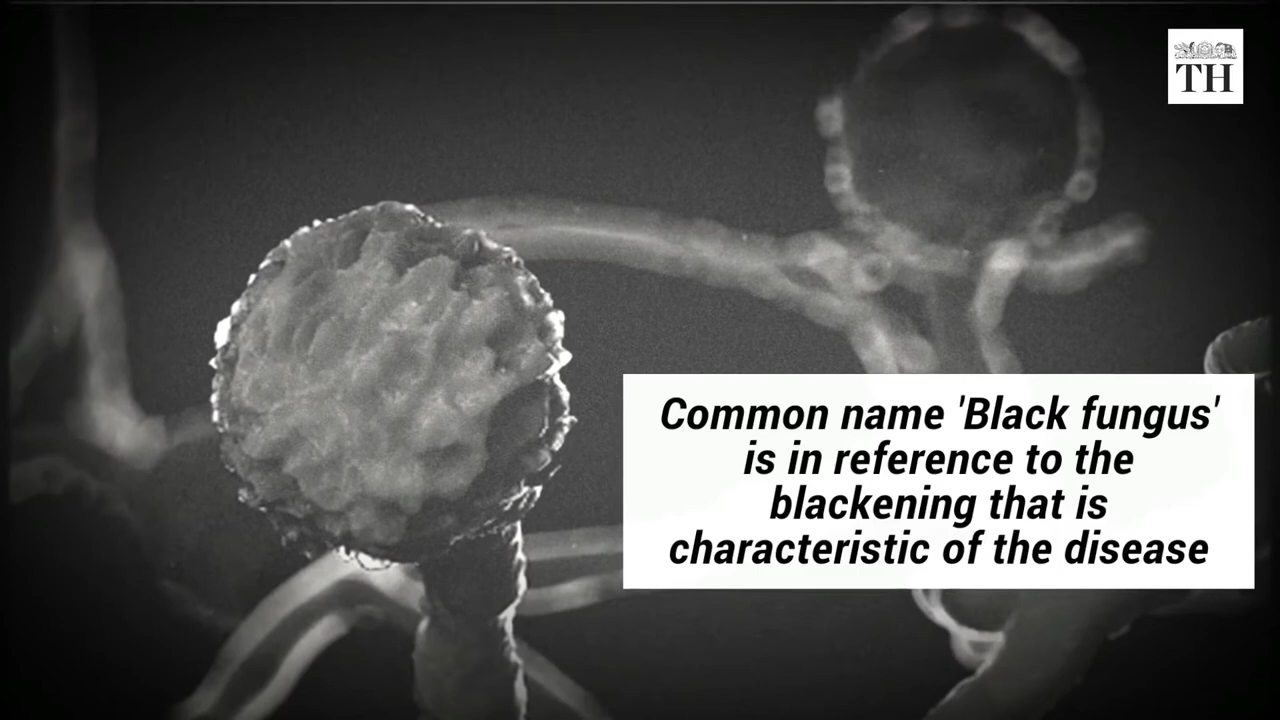 TH
Common name 'Black fungus'
is in reference to the
blackening that is
characteristic of the disease